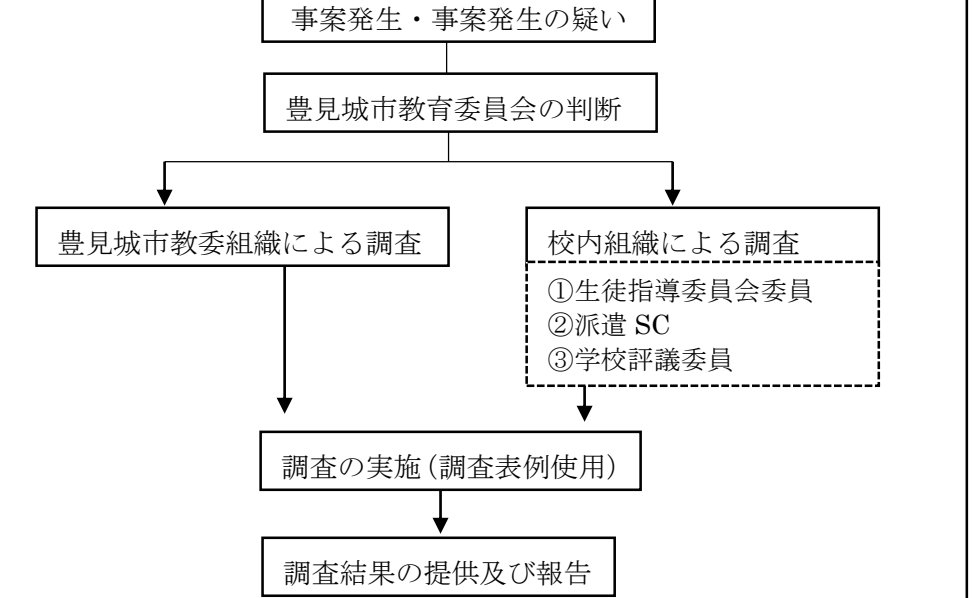 事案発生・事案発生の疑い
豊見城市教育委員会の判断
豊見城市教委組織による調査
校内組織による調査
①生徒指導委員会委員
②派遣 SC
③学校評議委員
調査の実施(調査表例使用)
調査結果の提供及び報告